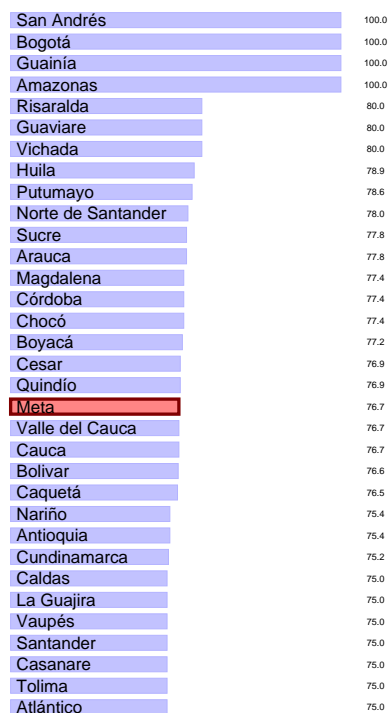 San Andrés 100.0
Bogotá 100.0
Guainía 100.0
Amazonas 100.0
Risaralda 80.0
Guaviare 80.0
Vichada 80.0
Huila 78.9
Putumayo 78.6
Norte de Santander 78.0
Sucre 77.8
Arauca 77.8
Magdalena 77.4
Córdoba 77.4
Chocó 77.4
Boyacá 77.2
Cesar 76.9
Quindío 76.9
Meta 76.7
Valle del Cauca 76.7
Cauca 76.7
Bolivar 76.6
Caquetá 76.5
Nariño 75.4
Antioquia 75.4
Cundinamarca 75.2
Caldas 75.0
La Guajira 75.0
Vaupés 75.0
Santander 75.0
Casanare 75.0
Tolima 75.0
Atlántico 75.0